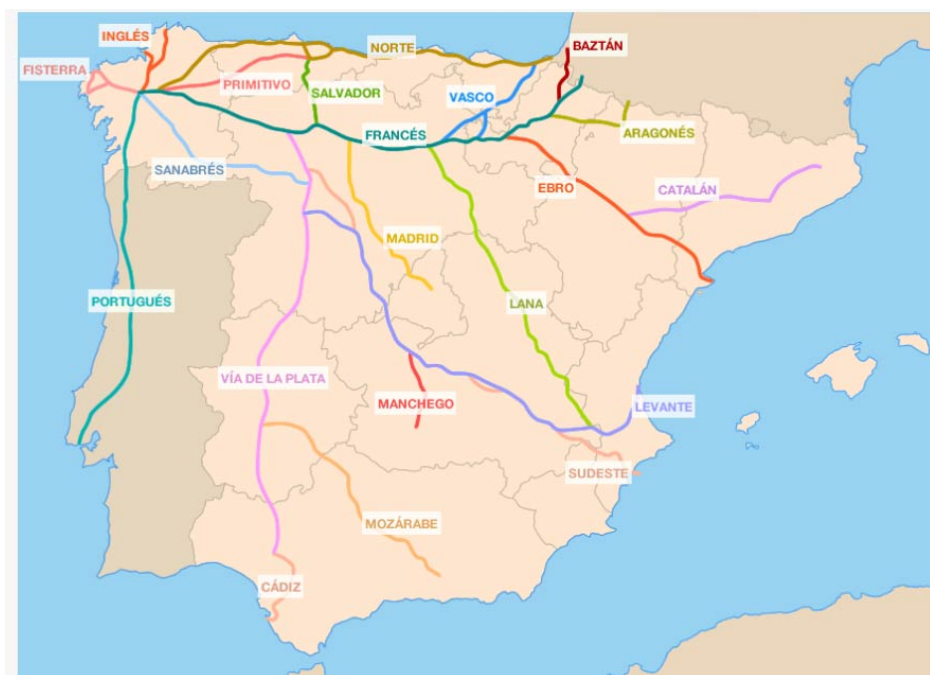 INGLÉS
NORTE
BAZTÁN
FISTERRA
PRIMITIVO
SALVADOR
VASCO
FRANCÉS
ARAGONÉS
SANABRÉS
EBRO
CATALÁN
MADRID
PORTUGUÉS
LANA
VÍA DE LA PLATA
MANCHEGO
LEVANTE
SUDESTE
MOZÁRABE
CÁDIZ